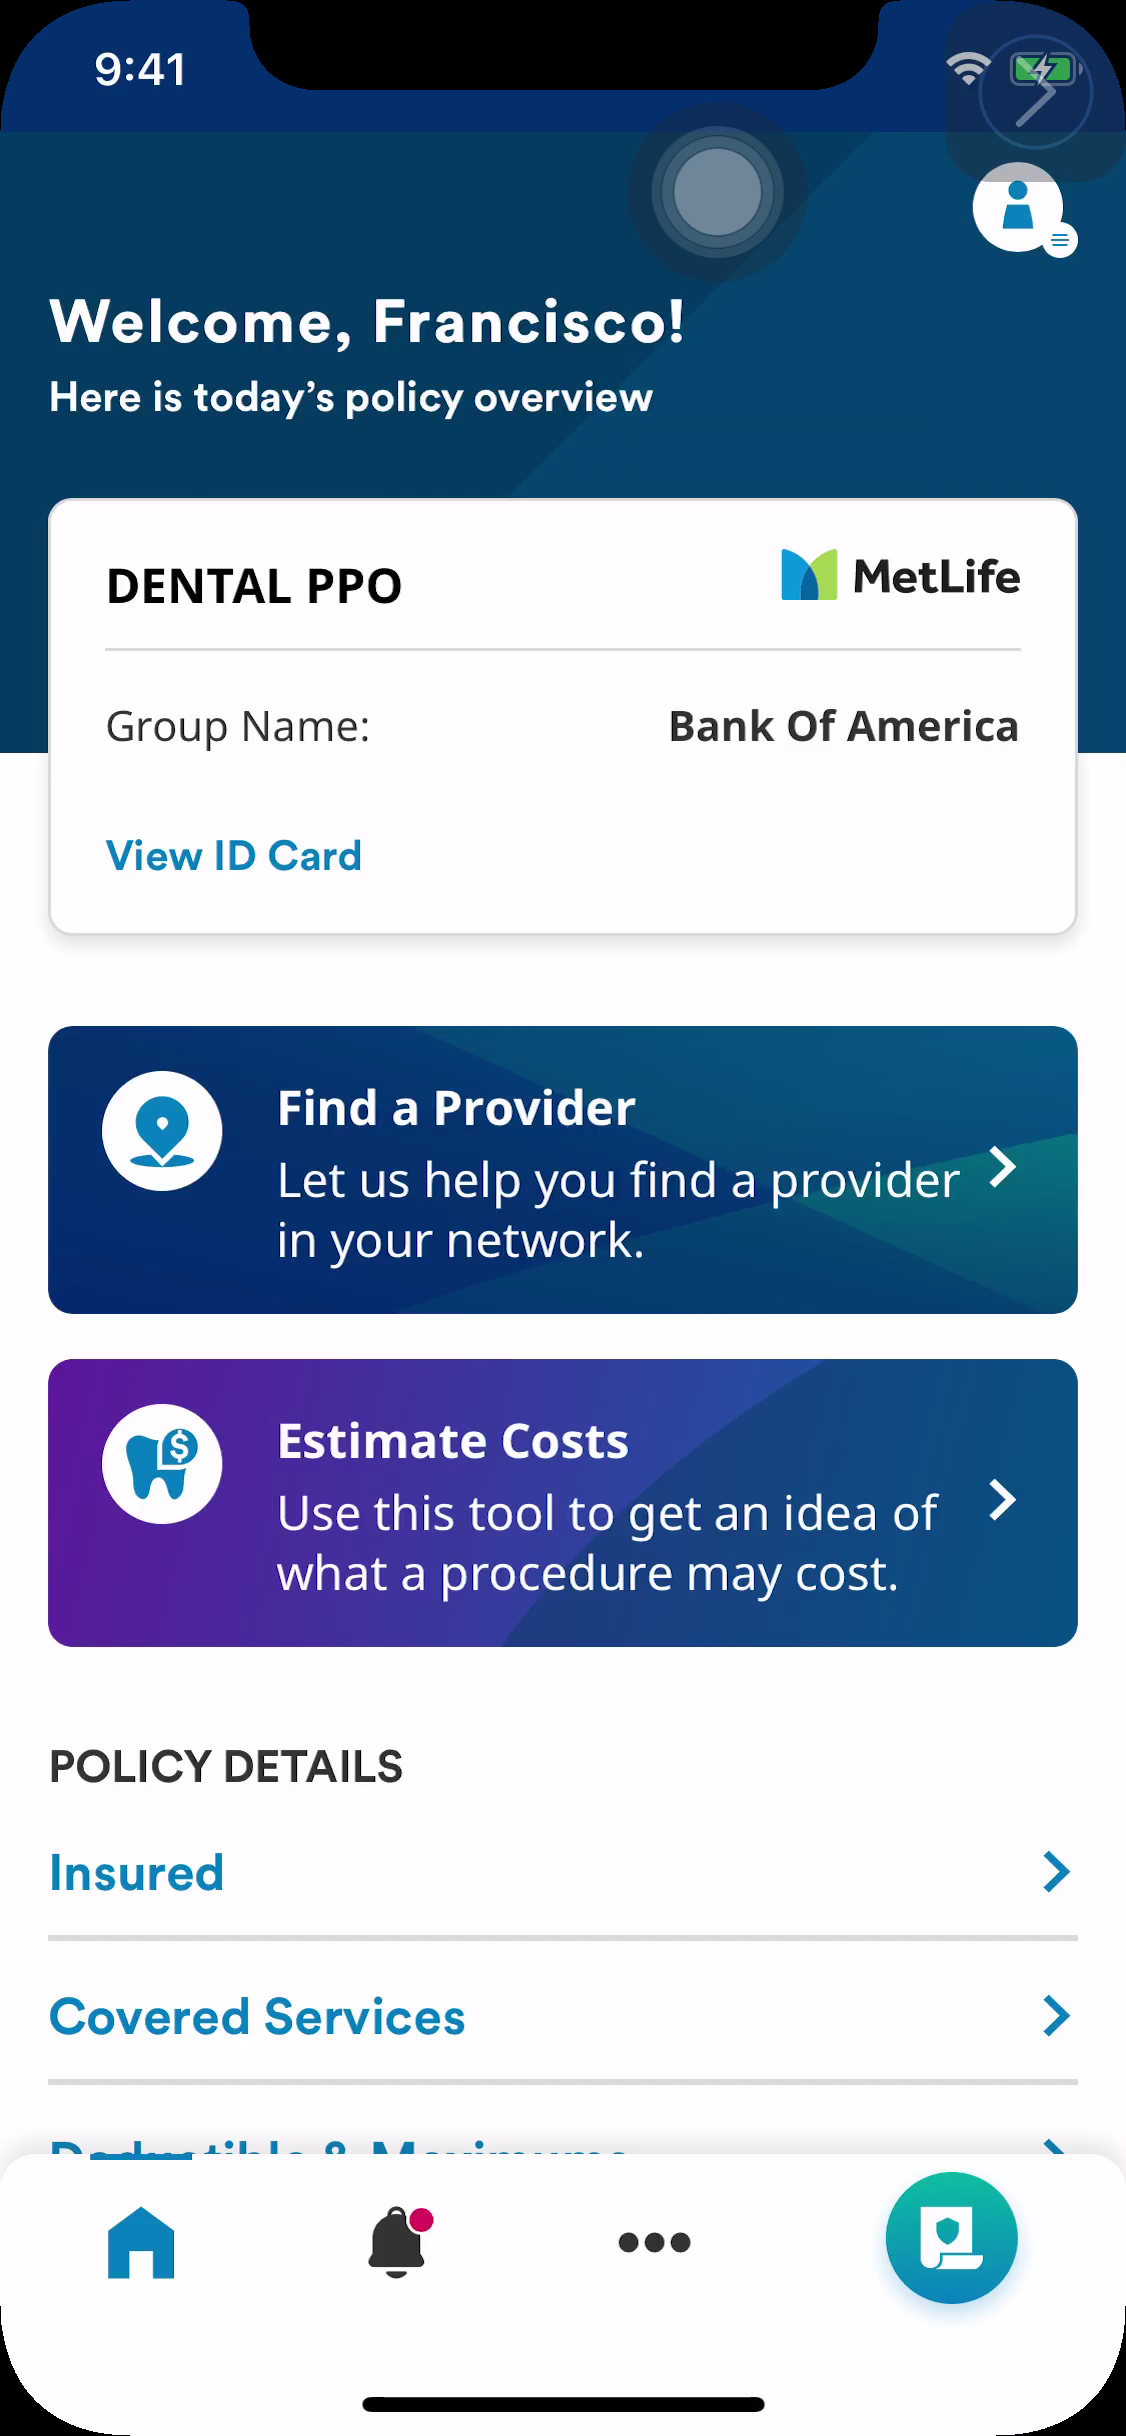 9:41
Welcome, Francisco!
Here is today's policy overview
DENTAL PPO
MetLife
Group Name:
Bank Of America
View ID Card
Find a Provider
Let us help you find a provider
in your network.
Estimate Costs
Use this tool to get an idea of
what a procedure may cost.
POLICY DETAILS
Insured
Covered Services
Deductible & Maximums